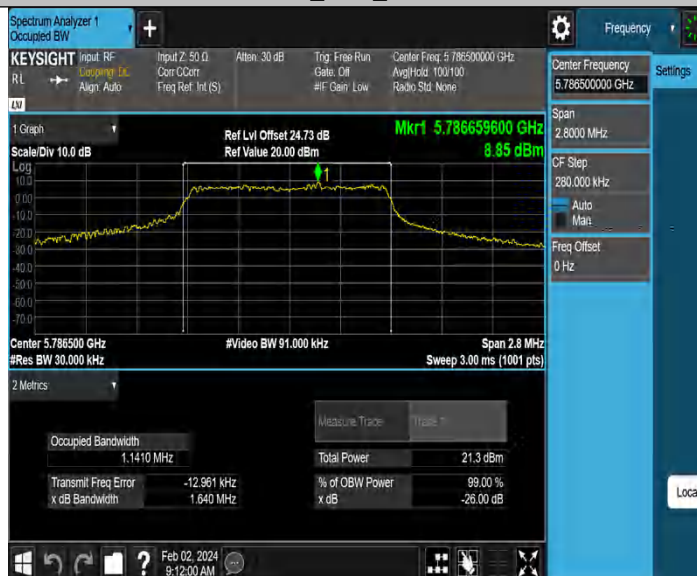 Spectrum Analyzer 1
Occupied BW
+
Frequency
KEYSIGHT
Input: RF
Coupling: DC
Align: Auto
Input Z: 50 Ω
Corr CCorr
Freq Ref: Int (S)
Atten: 30 dB
Trig: Free Run
Gate: Off
#IF Gain: Low
Center Freq: 5.786500000 GHz
Avg|Hold: 100/100
Radio Std: None
RL
LXI
Center Frequency
5.786500000 GHz
Settings
Span
2.8000 MHz
CF Step
280.000 kHz
Auto
Man
Freq Offset
0 Hz
1 Graph
Scale/Div 10.0 dB
Ref Lvl Offset 24.73 dB
Ref Value 20.00 dBm
Mkr1 5.786659600 GHz
8.85 dBm
Log
10.0
0.00
-10.0
-20.0
-30.0
-40.0
-50.0
-60.0
-70.0
1
Center 5.786500 GHz
#Res BW 30.000 kHz
#Video BW 91.000 kHz
Span 2.8 MHz
Sweep 3.00 ms (1001 pts)
2 Metrics
Measure Trace
Trace 1
Occupied Bandwidth
1.1410 MHz
Total Power
21.3 dBm
Transmit Freq Error
-12.961 kHz
% of OBW Power
99.00 %
x dB Bandwidth
1.640 MHz
x dB
-26.00 dB
Loca
?
Feb 02, 2024
9:12:00 AM